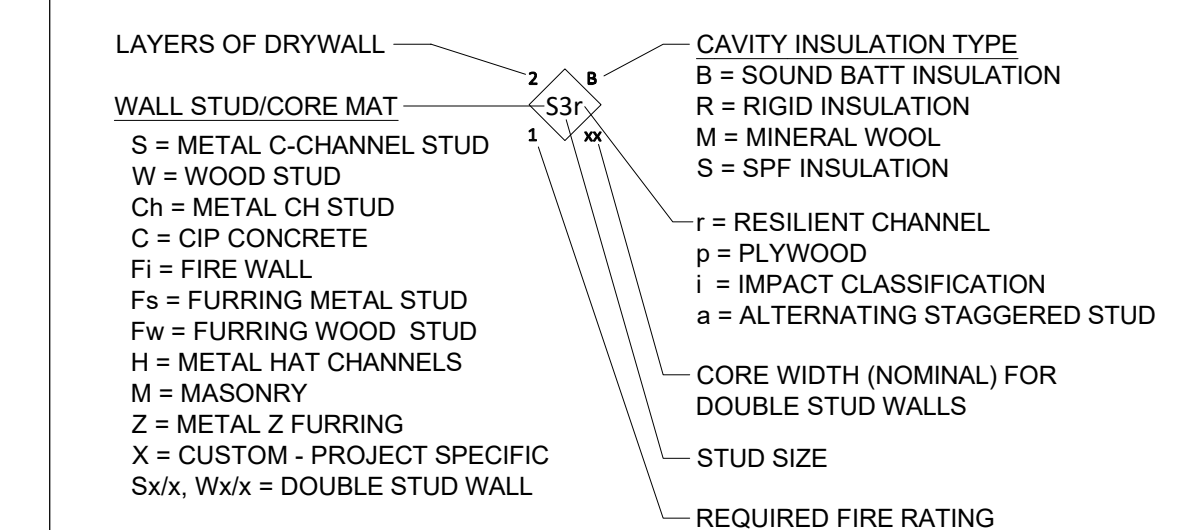 LAYERS OF DRYWALL
WALL STUD/CORE MAT
S = METAL C-CHANNEL STUD
W = WOOD STUD
Ch = METAL CH STUD
C = CIP CONCRETE
Fi = FIRE WALL
Fs = FURRING METAL STUD
Fw = FURRING WOOD STUD
H = METAL HAT CHANNELS
M = MASONRY
Z = METAL Z FURRING
X = CUSTOM - PROJECT SPECIFIC
Sx/x, Wx/x = DOUBLE STUD WALL
2 B
S3r
1 xx
CAVITY INSULATION TYPE
B = SOUND BATT INSULATION
R = RIGID INSULATION
M = MINERAL WOOL
S = SPF INSULATION
r = RESILIENT CHANNEL
p = PLYWOOD
i = IMPACT CLASSIFICATION
a = ALTERNATING STAGGERED STUD
CORE WIDTH (NOMINAL) FOR
DOUBLE STUD WALLS
STUD SIZE
REQUIRED FIRE RATING